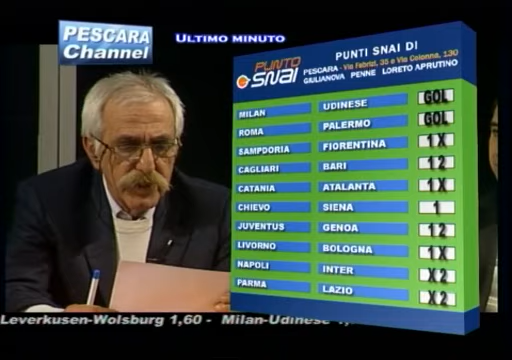 PESCARA
Channel
ULTIMO MINUTO
PUNTO
SNAI
PUNTI SNAI DI
PESCARA - Via Fabrizi, 35 e Via Colonna, 130
GIULIANOVA PENNE LORETO APRUTINO
MILAN UDINESE GOL
ROMA PALERMO GOL
SAMPDORIA FIORENTINA 1X
CAGLIARI BARI 12
CATANIA ATALANTA 1X
CHIEVO SIENA 1
JUVENTUS GENOA 12
LIVORNO BOLOGNA 1X
NAPOLI INTER X2
PARMA LAZIO X2
Leverkusen-Wolsburg 1,60 - Milan-Udinese